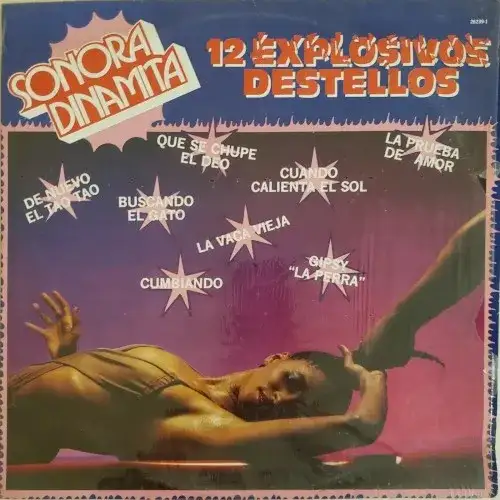 SONORA
DINAMITA
12 EXPLOSIVOS
DESTELLOS
QUE SE CHUPE
EL DEO
LA PRUEBA
DE AMOR
DE NUEVO
EL TAO TAO
BUSCANDO
EL GATO
CUANDO
CALIENTA EL SOL
LA VACA VIEJA
CUMBIANDO
GIPSY
"LA PERRA"